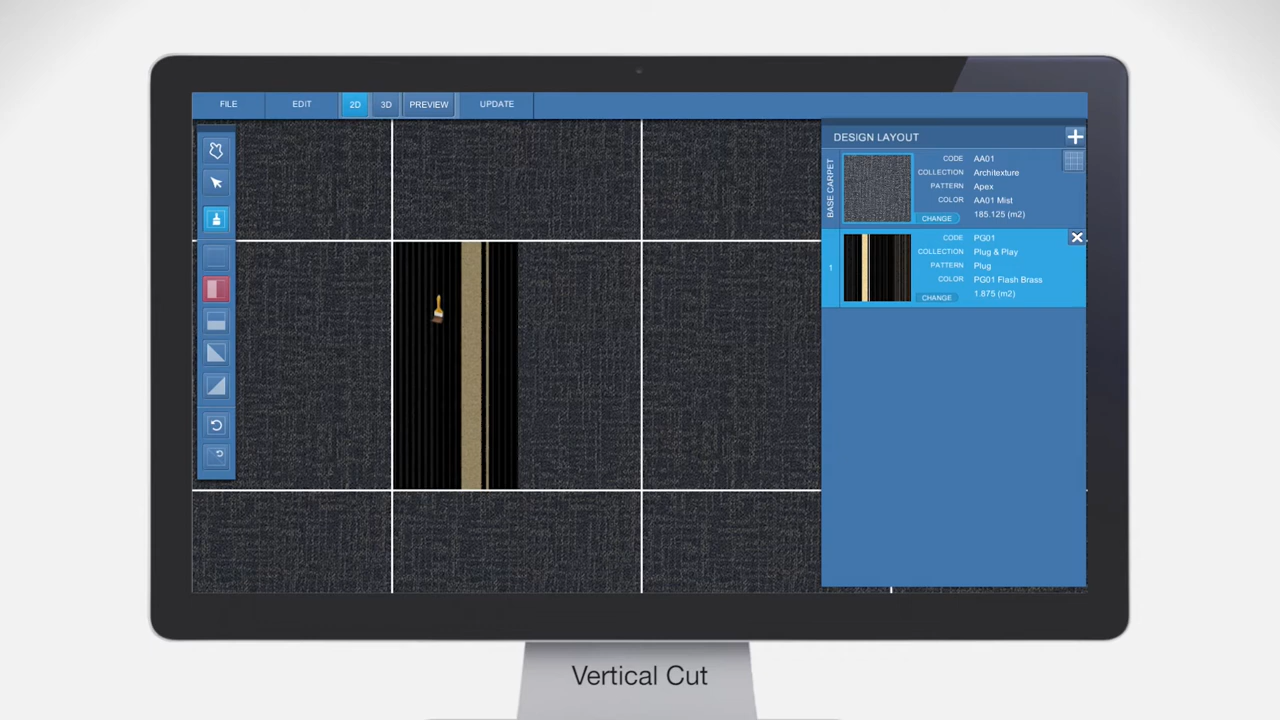 FILE
EDIT
2D
3D
PREVIEW
UPDATE
DESIGN LAYOUT
BASE CARPET
CODE AA01
COLLECTION Architexture
PATTERN Apex
COLOR AA01 Mist
CHANGE 185.125 (m2)
1
CODE PG01
COLLECTION Plug & Play
PATTERN Plug
COLOR PG01 Flash Brass
CHANGE 1.875 (m2)
Vertical Cut